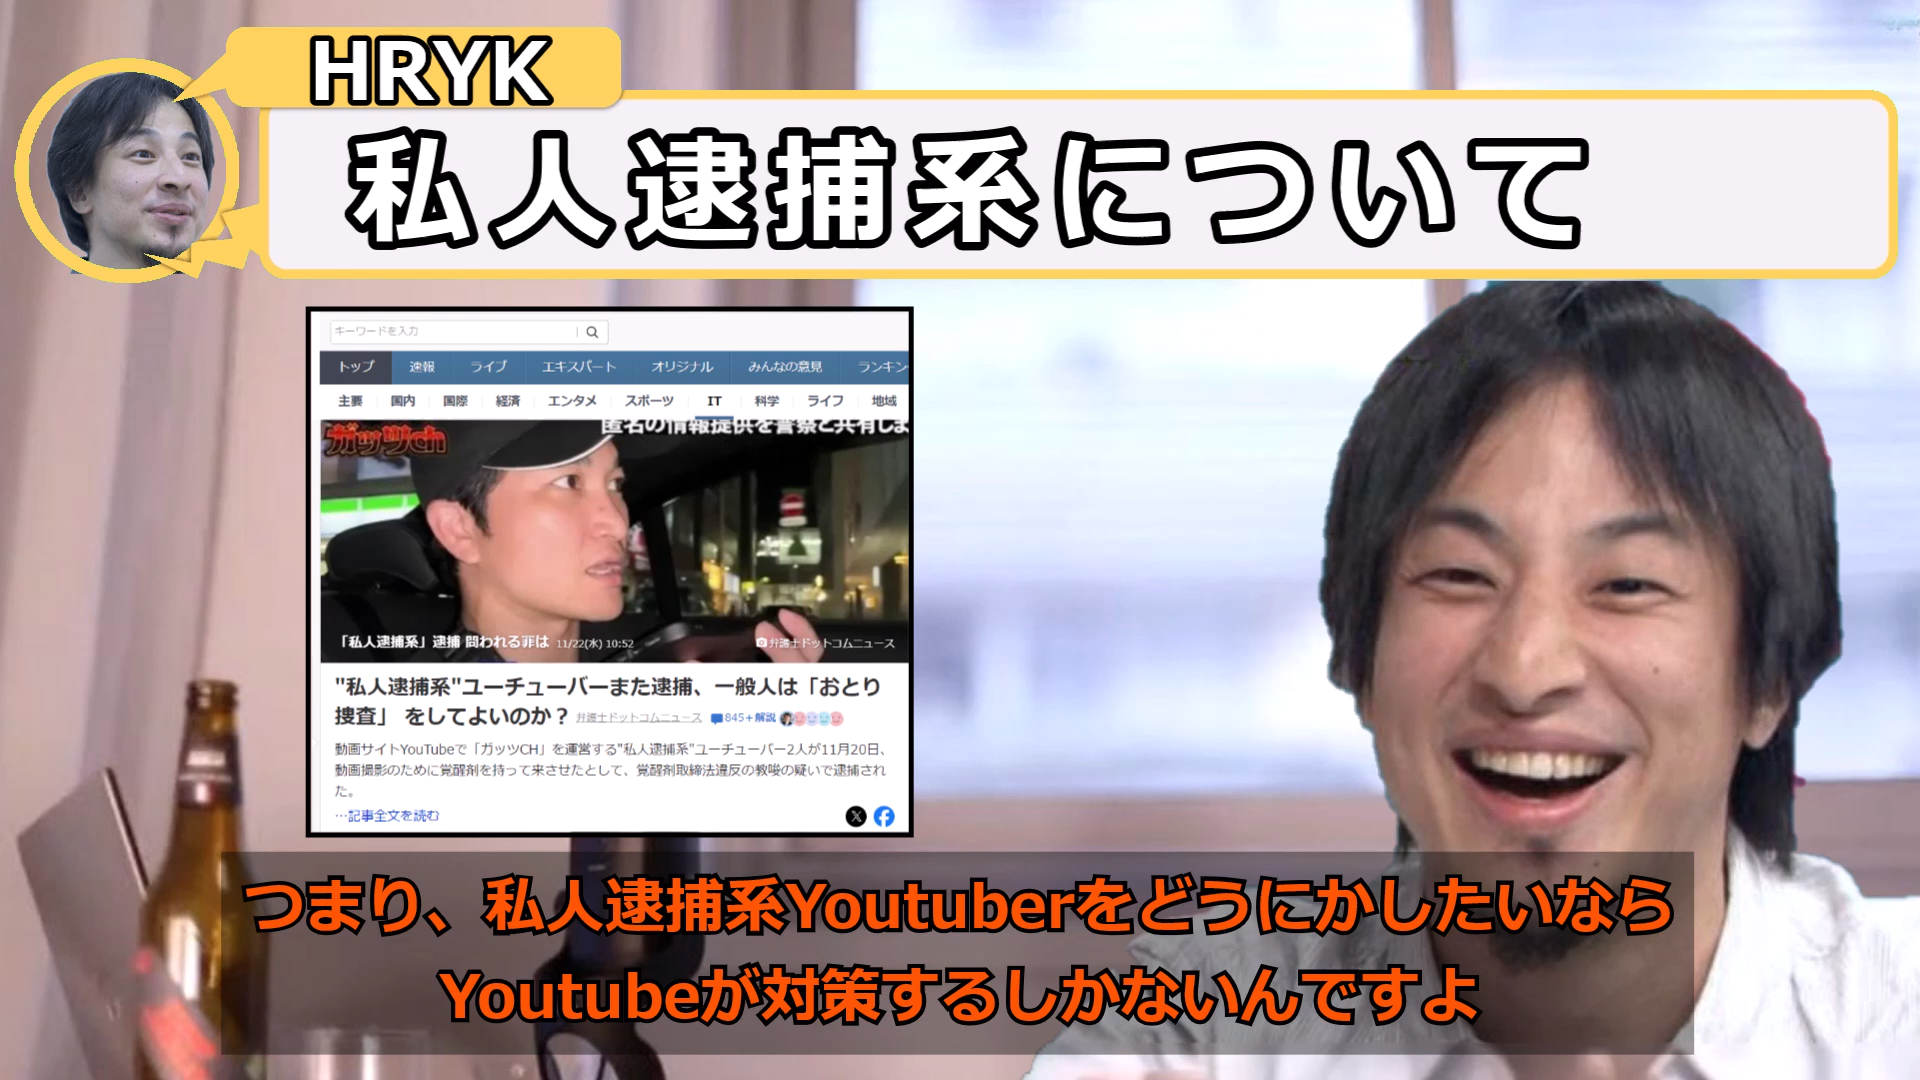 HRYK
私人逮捕系について
キーワードを入力
トップ 速報 ライブ エキスパート オリジナル みんなの意見 ランキン
主要 国内 国際 経済 エンタメ スポーツ IT 科学 ライフ 地域
匿名の情報提供を警察と共有しま
ガッツch
「私人逮捕系」逮捕 問われる罪は 11/22(水) 10:52
弁護士ドットコムニュース
"私人逮捕系"ユーチューバーまた逮捕、一般人は「おとり
捜査」 をしてよいのか? 弁護士ドットコムニュース 845+解説
動画サイトYouTubeで「ガッツCH」を運営する"私人逮捕系"ユーチューバー2人が11月20日、
動画撮影のために覚醒剤を持って来させたとして、覚醒剤取締法違反の教唆の疑いで逮捕され
た。
…記事全文を読む
つまり、私人逮捕系Youtuberをどうにかしたいなら
Youtubeが対策するしかないんですよ